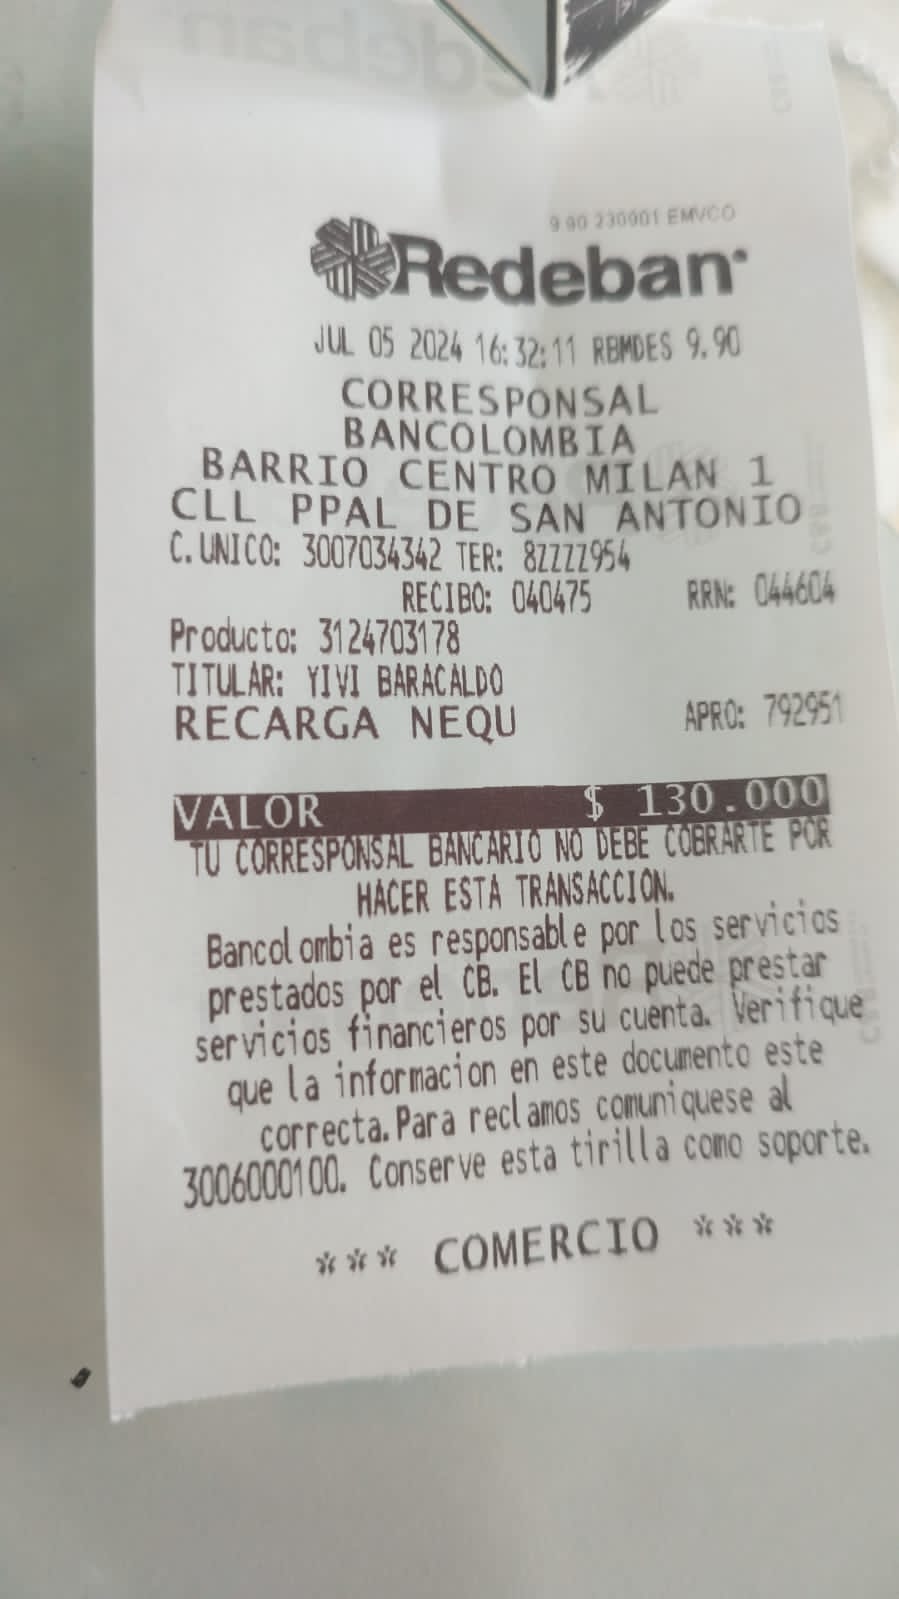 9.90 230901 EMVCO
Redeban
JUL 05 2024 16:32:11 RBMDES 9.90
CORRESPONSAL
BANCOLOMBIA
BARRIO CENTRO MILAN 1
CLL PPAL DE SAN ANTONIO
C.UNICO: 3007034342 TER: 8ZZZZ954
RECIBO: 040475 RRN: 044604
Producto: 3124703178
TITULAR: YIVI BARACALDO
RECARGA NEQU APRO: 792951
VALOR $ 130.000
TU CORRESPONSAL BANCARIO NO DEBE COBRARTE POR
HACER ESTA TRANSACCION.
Bancolombia es responsable por los servicios
prestados por el CB. El CB no puede prestar
servicios financieros por su cuenta. Verifique
que la informacion en este documento este
correcta.Para reclamos comuniquese al
3006000100. Conserve esta tirilla como soporte.
*** COMERCIO ***